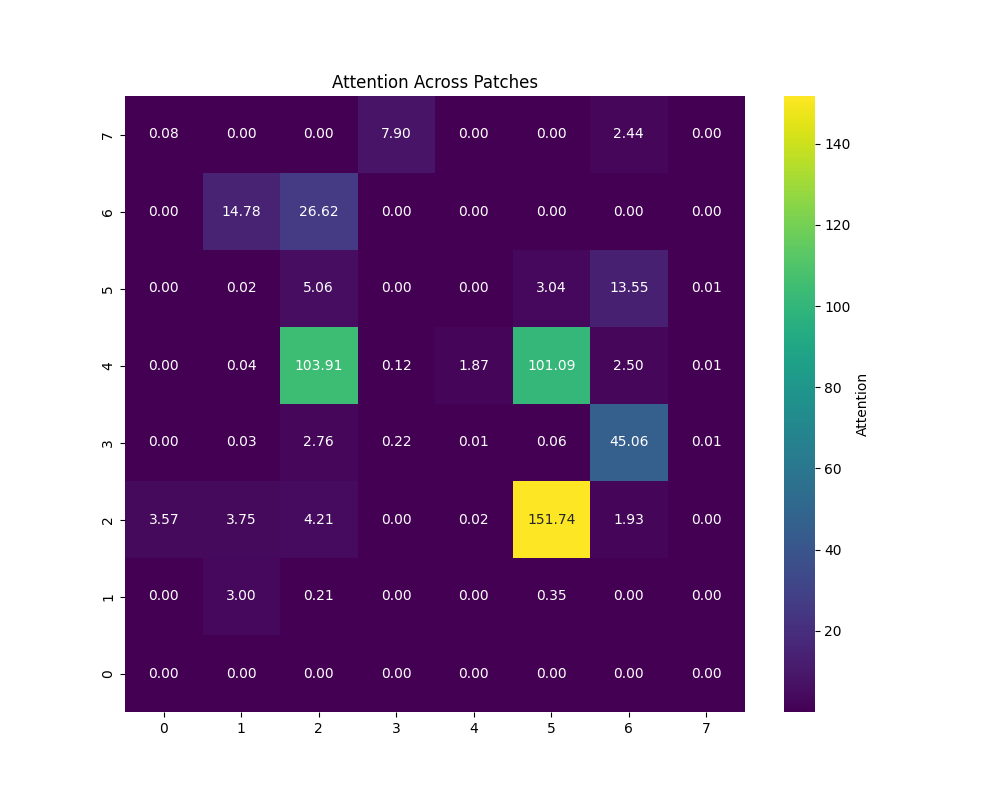 Attention Across Patches
7 0.08 0.00 0.00 7.90 0.00 0.00 2.44 0.00
6 0.00 14.78 26.62 0.00 0.00 0.00 0.00 0.00
5 0.00 0.02 5.06 0.00 0.00 3.04 13.55 0.01
4 0.00 0.04 103.91 0.12 1.87 101.09 2.50 0.01
3 0.00 0.03 2.76 0.22 0.01 0.06 45.06 0.01
2 3.57 3.75 4.21 0.00 0.02 151.74 1.93 0.00
1 0.00 3.00 0.21 0.00 0.00 0.35 0.00 0.00
0 0.00 0.00 0.00 0.00 0.00 0.00 0.00 0.00
0 1 2 3 4 5 6 7
140
120
100
80
60
40
20
Attention